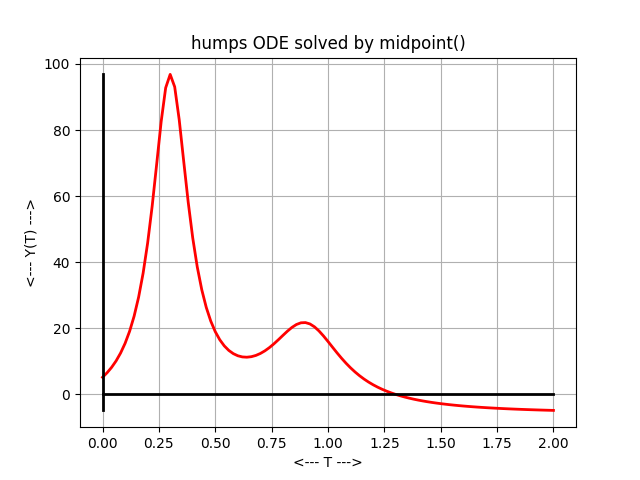 humps ODE solved by midpoint()
100
80
60
40
20
0
<--- Y(T) --->
0.00 0.25 0.50 0.75 1.00 1.25 1.50 1.75 2.00
<--- T --->